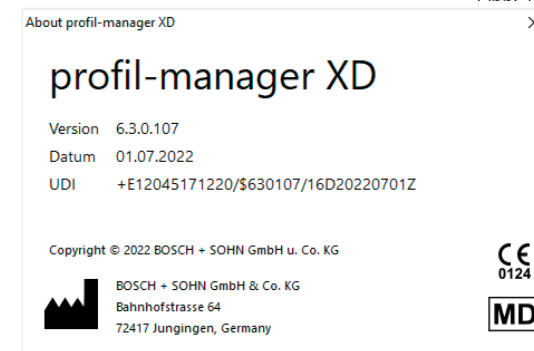 About profil-manager XD
profil-manager XD
Version 6.3.0.107
Datum 01.07.2022
UDI +E12045171220/$630107/16D20220701Z
Copyright © 2022 BOSCH + SOHN GmbH u. Co. KG
BOSCH + SOHN GmbH & Co. KG
Bahnhofstrasse 64
72417 Jungingen, Germany
CE
0124
MD